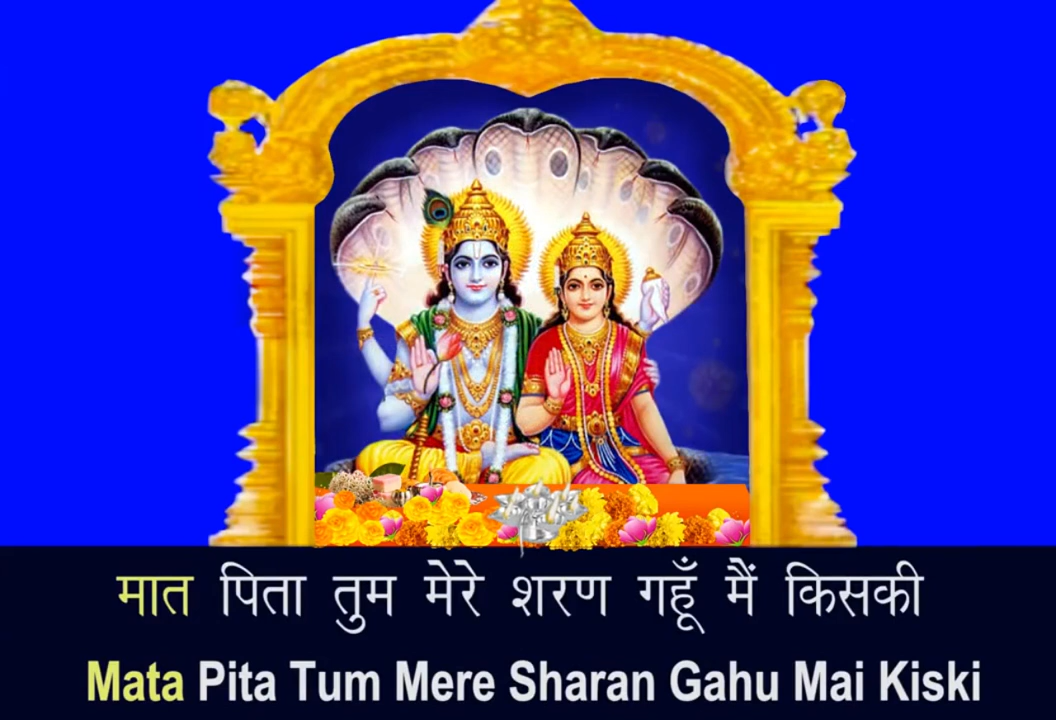 मात पिता तुम मेरे शरण गहूँ मैं किसकी
Mata Pita Tum Mere Sharan Gahu Mai Kiski